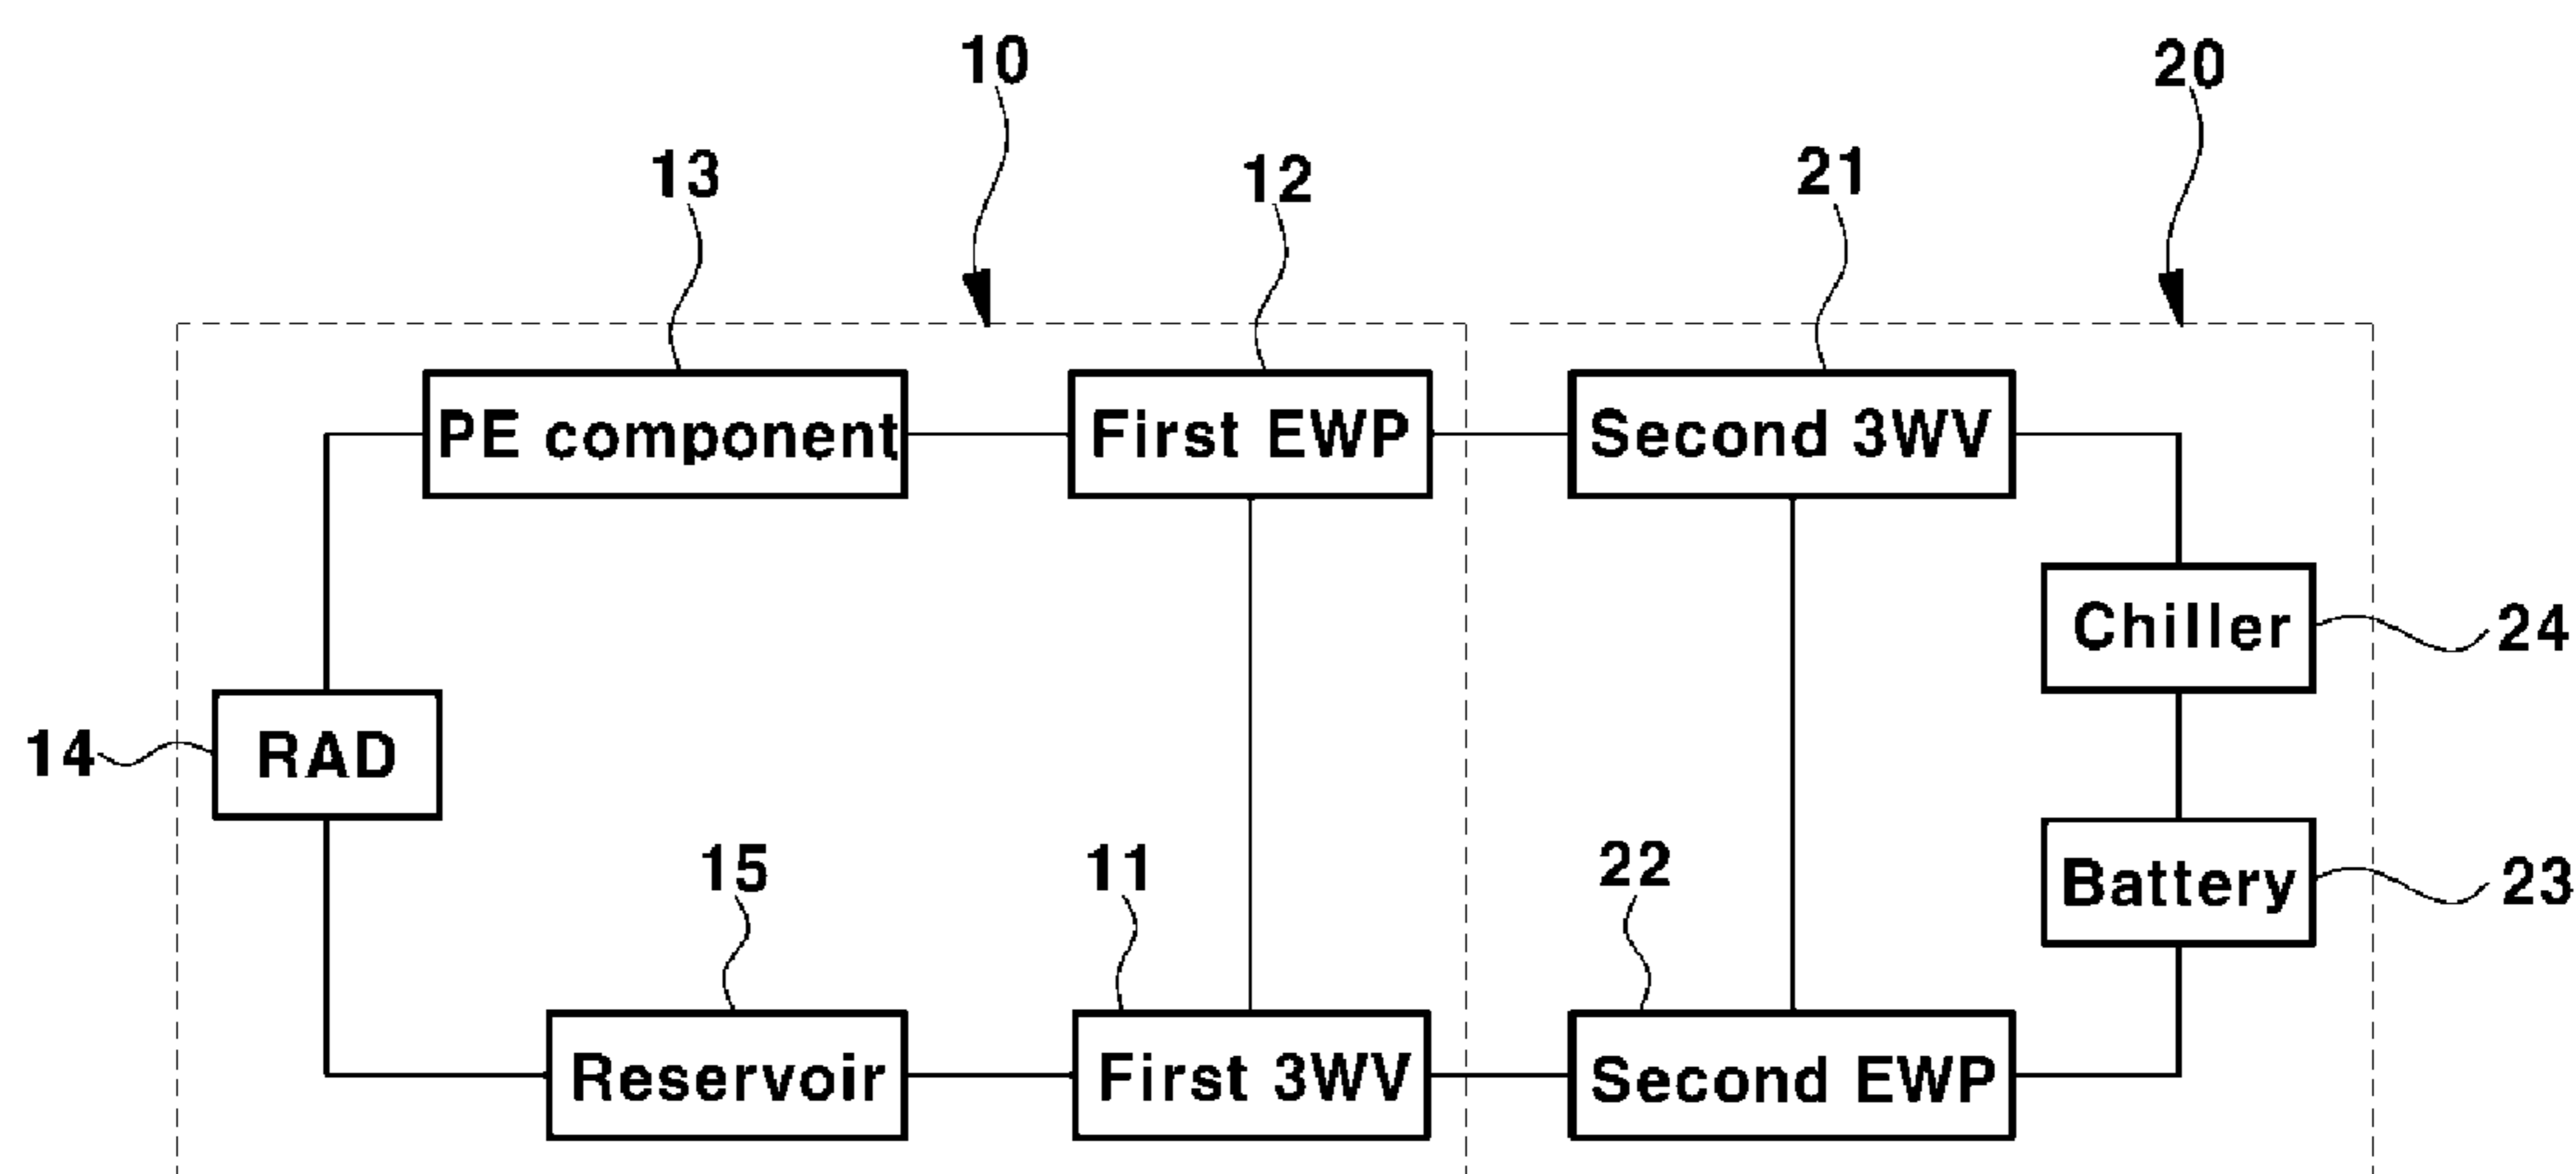 10
20
13
12
21
PE component
First EWP
Second 3WV
Chiller
24
14
RAD
15
11
22
Battery
23
Reservoir
First 3WV
Second EWP